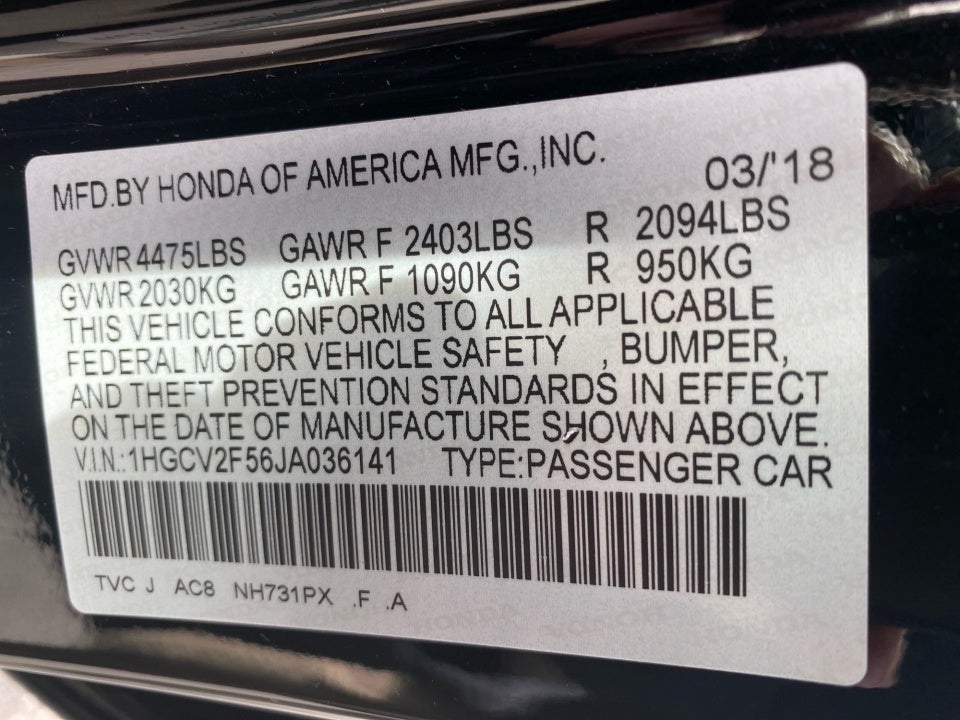 MFD.BY HONDA OF AMERICA MFG.,INC. 03/'18
GVWR 4475LBS GAWR F 2403LBS R 2094LBS
GVWR 2030KG GAWR F 1090KG R 950KG
THIS VEHICLE CONFORMS TO ALL APPLICABLE
FEDERAL MOTOR VEHICLE SAFETY , BUMPER,
AND THEFT PREVENTION STANDARDS IN EFFECT
ON THE DATE OF MANUFACTURE SHOWN ABOVE.
V.I.N.:1HGCV2F56JA036141 TYPE:PASSENGER CAR
TVC J AC8 NH731PX .F .A